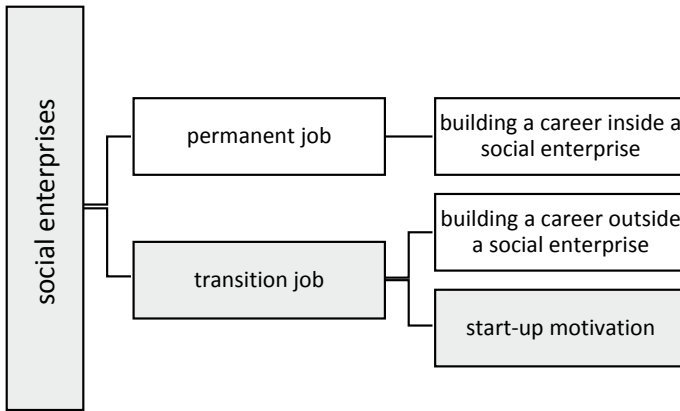 social enterprises
permanent job
building a career inside a
social enterprise
transition job
building a career outside
a social enterprise
start-up motivation